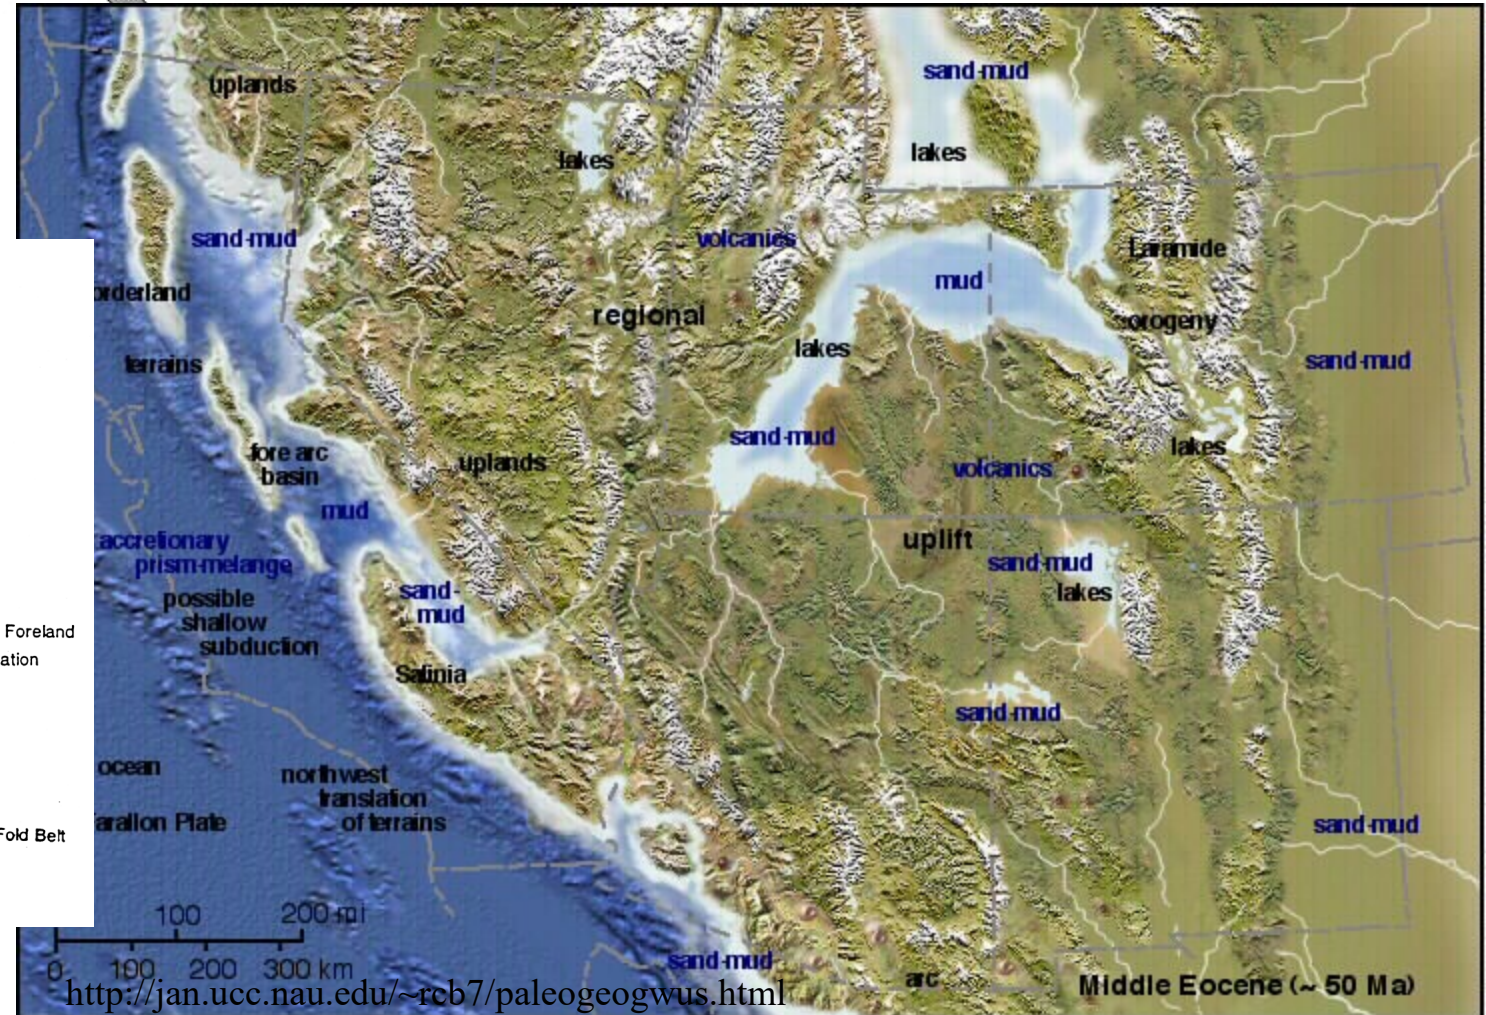 uplands
sand-mud
lakes
lakes
sand-mud
volcanics
Laramide
orderland
mud
regional
orogeny
lakes
terrains
sand-mud
sand-mud
fore arc
basin
uplands
volcanics
lakes
mud
accretionary
prism-melange
uplift
sand-mud
possible
shallow
subduction
sand-
mud
lakes
Foreland
ation
Salinia
sand-mud
ocean
northwest
translation
of terrains
arallon Plate
Fold Belt
sand-mud
100 200 mi
0 100 200 300 km
sand-mud
arc
Middle Eocene (~ 50 Ma)
http://jan.ucc.nau.edu/~rcb7/paleogeogwus.html